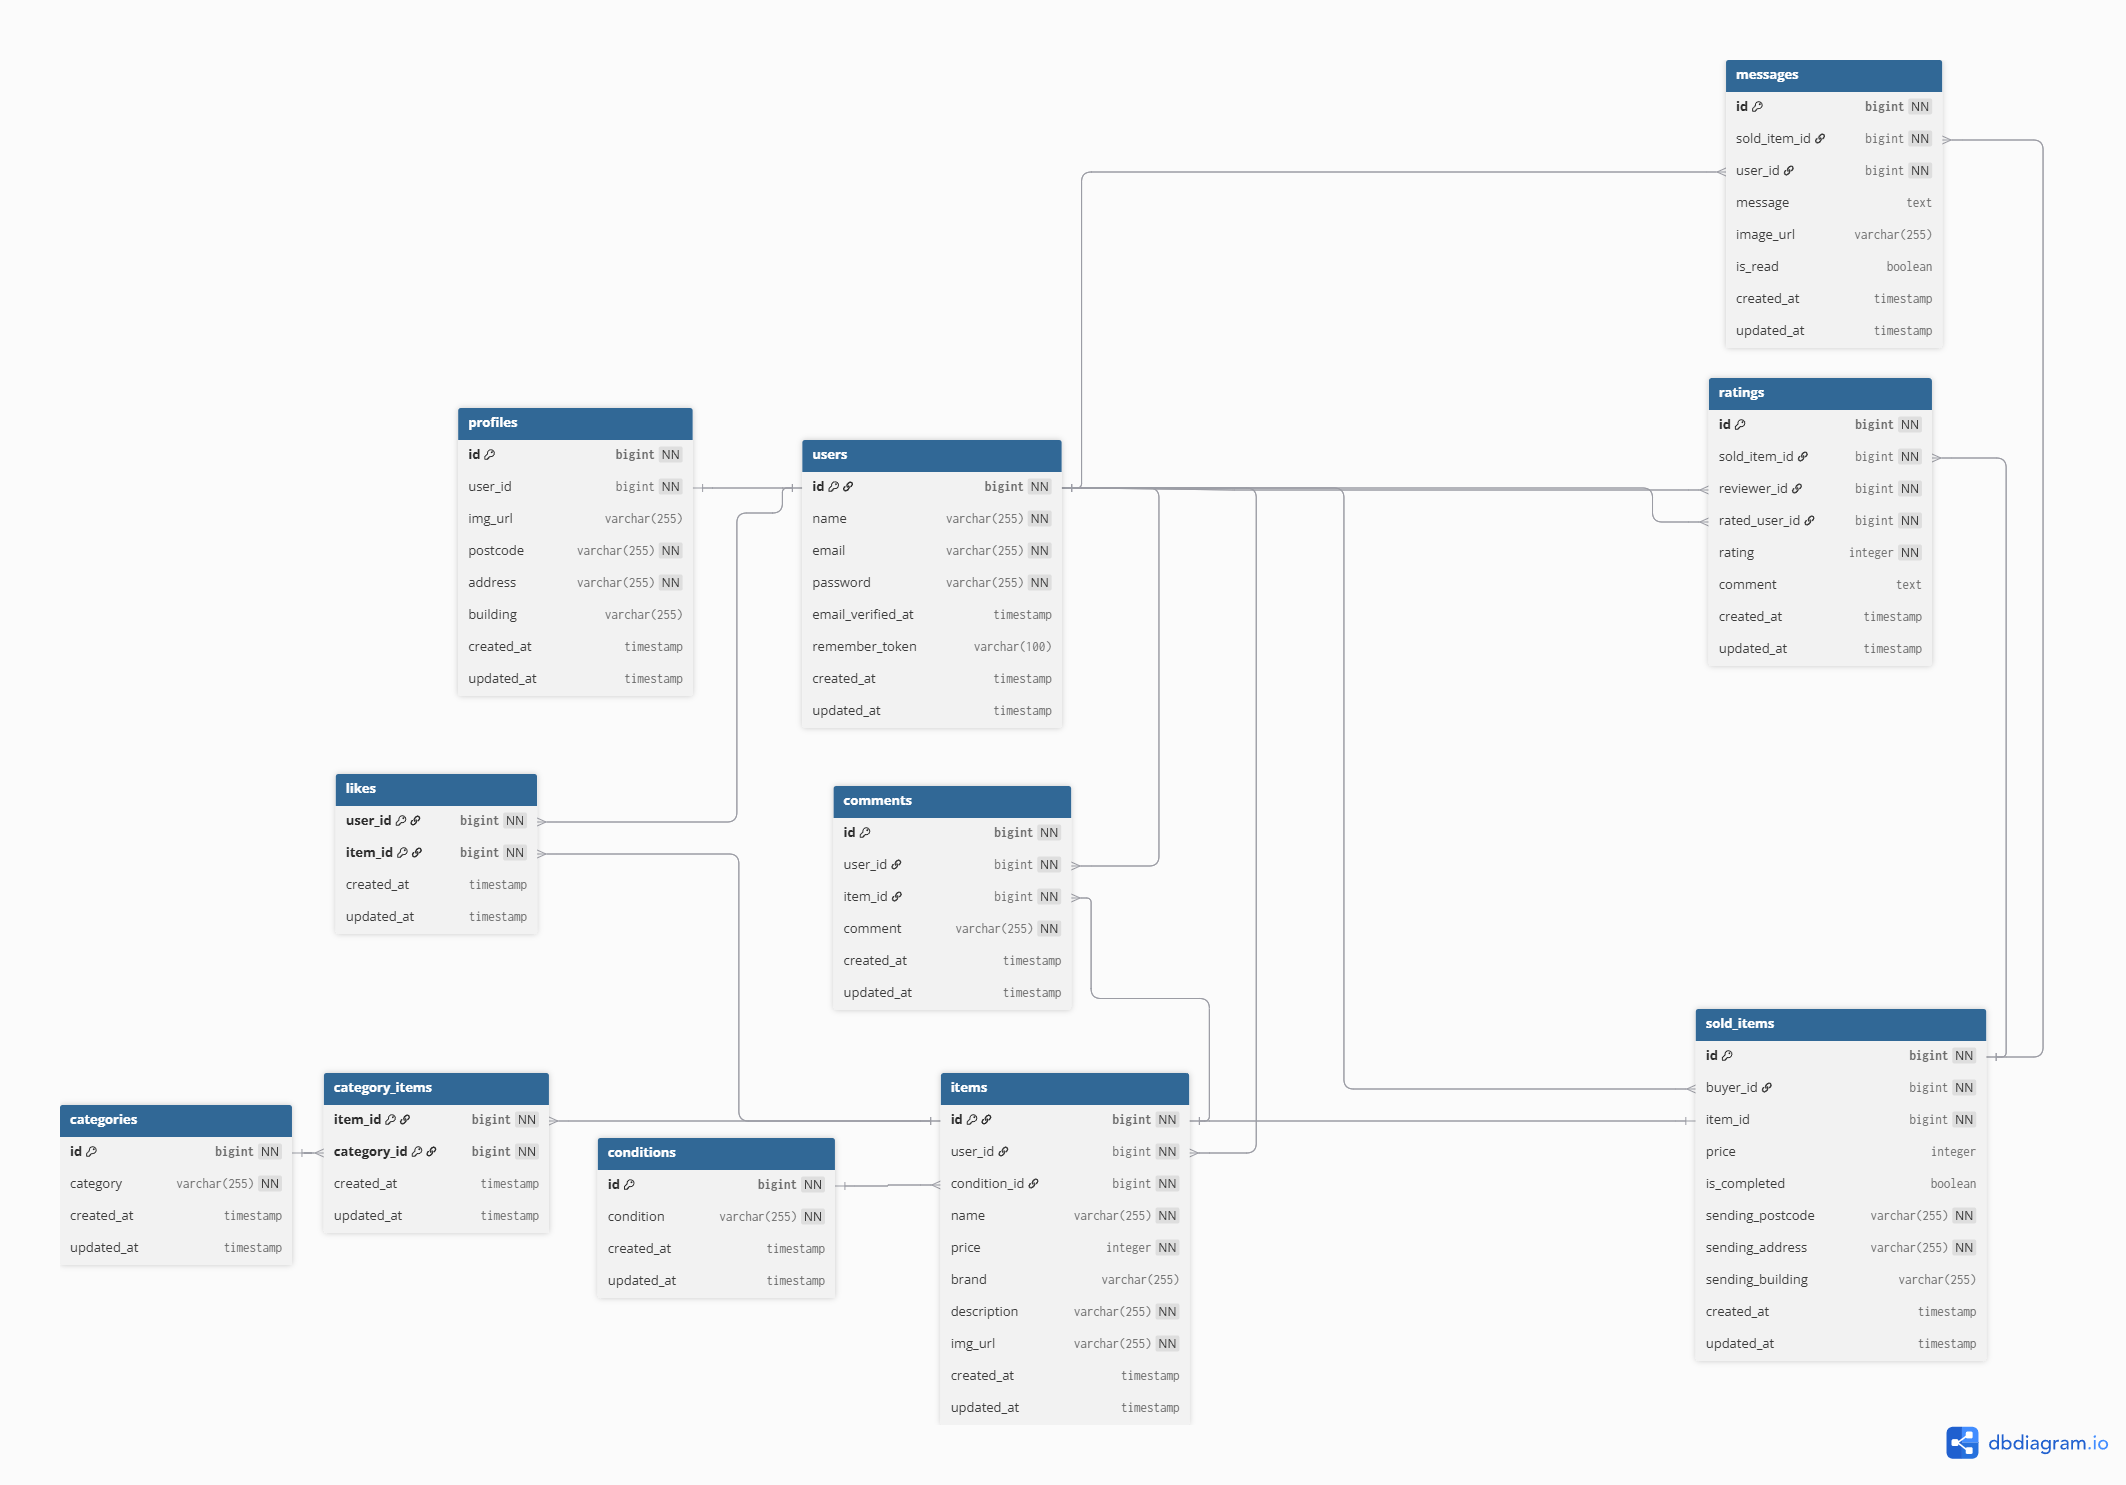 messages
id bigint NN
sold_item_id bigint NN
user_id bigint NN
message text
image_url varchar(255)
is_read boolean
created_at timestamp
updated_at timestamp
ratings
id bigint NN
sold_item_id bigint NN
reviewer_id bigint NN
rated_user_id bigint NN
rating integer NN
comment text
created_at timestamp
updated_at timestamp
profiles
id bigint NN
user_id bigint NN
img_url varchar(255)
postcode varchar(255) NN
address varchar(255) NN
building varchar(255)
created_at timestamp
updated_at timestamp
users
id bigint NN
name varchar(255) NN
email varchar(255) NN
password varchar(255) NN
email_verified_at timestamp
remember_token varchar(100)
created_at timestamp
updated_at timestamp
likes
user_id bigint NN
item_id bigint NN
created_at timestamp
updated_at timestamp
comments
id bigint NN
user_id bigint NN
item_id bigint NN
comment varchar(255) NN
created_at timestamp
updated_at timestamp
categories
id bigint NN
category varchar(255) NN
created_at timestamp
updated_at timestamp
category_items
item_id bigint NN
category_id bigint NN
created_at timestamp
updated_at timestamp
conditions
id bigint NN
condition varchar(255) NN
created_at timestamp
updated_at timestamp
items
id bigint NN
user_id bigint NN
condition_id bigint NN
name varchar(255) NN
price integer NN
brand varchar(255)
description varchar(255) NN
img_url varchar(255) NN
created_at timestamp
updated_at timestamp
sold_items
id bigint NN
buyer_id bigint NN
item_id bigint NN
price integer
is_completed boolean
sending_postcode varchar(255) NN
sending_address varchar(255) NN
sending_building varchar(255)
created_at timestamp
updated_at timestamp
dbdiagram.io